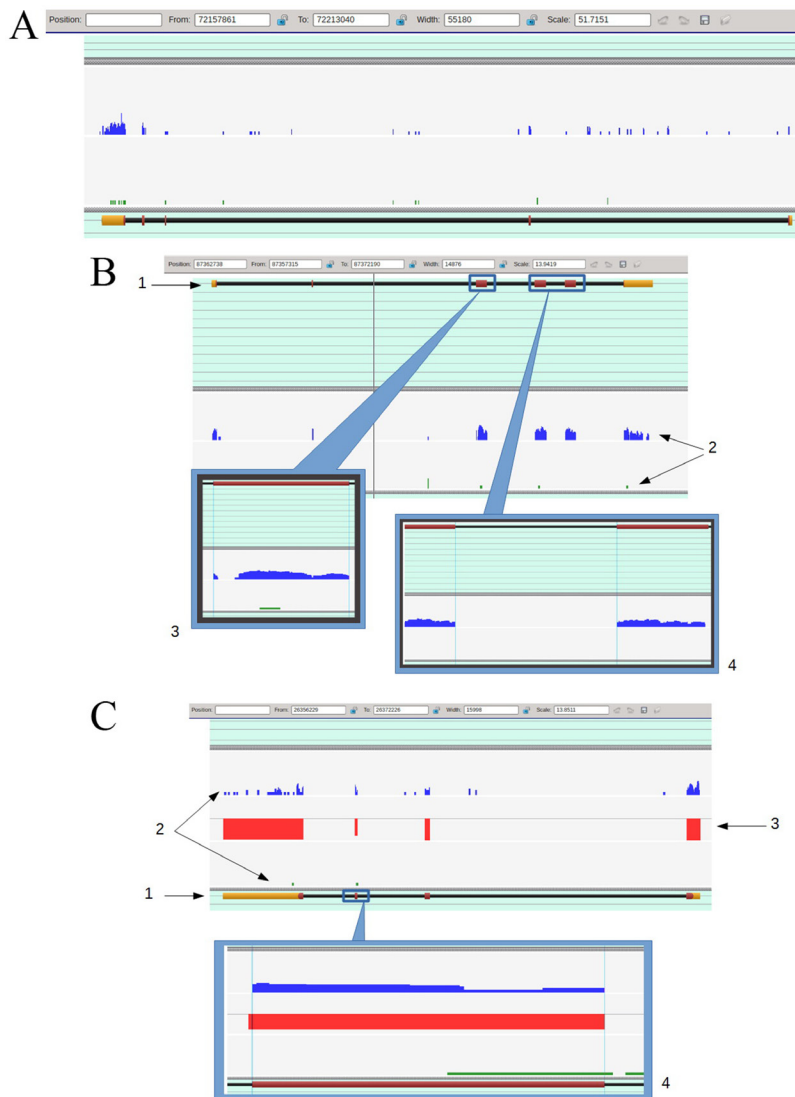 A
Position: From: 72157861 To: 72213040 Width: 55180 Scale: 51.7151
B
Position: 87362738 From: 87357315 To: 87372190 Width: 14876 Scale: 13.9419
1
2
3
4
C
Position: From: 26356229 To: 26372226 Width: 15998 Scale: 13.8511
2
3
1
4